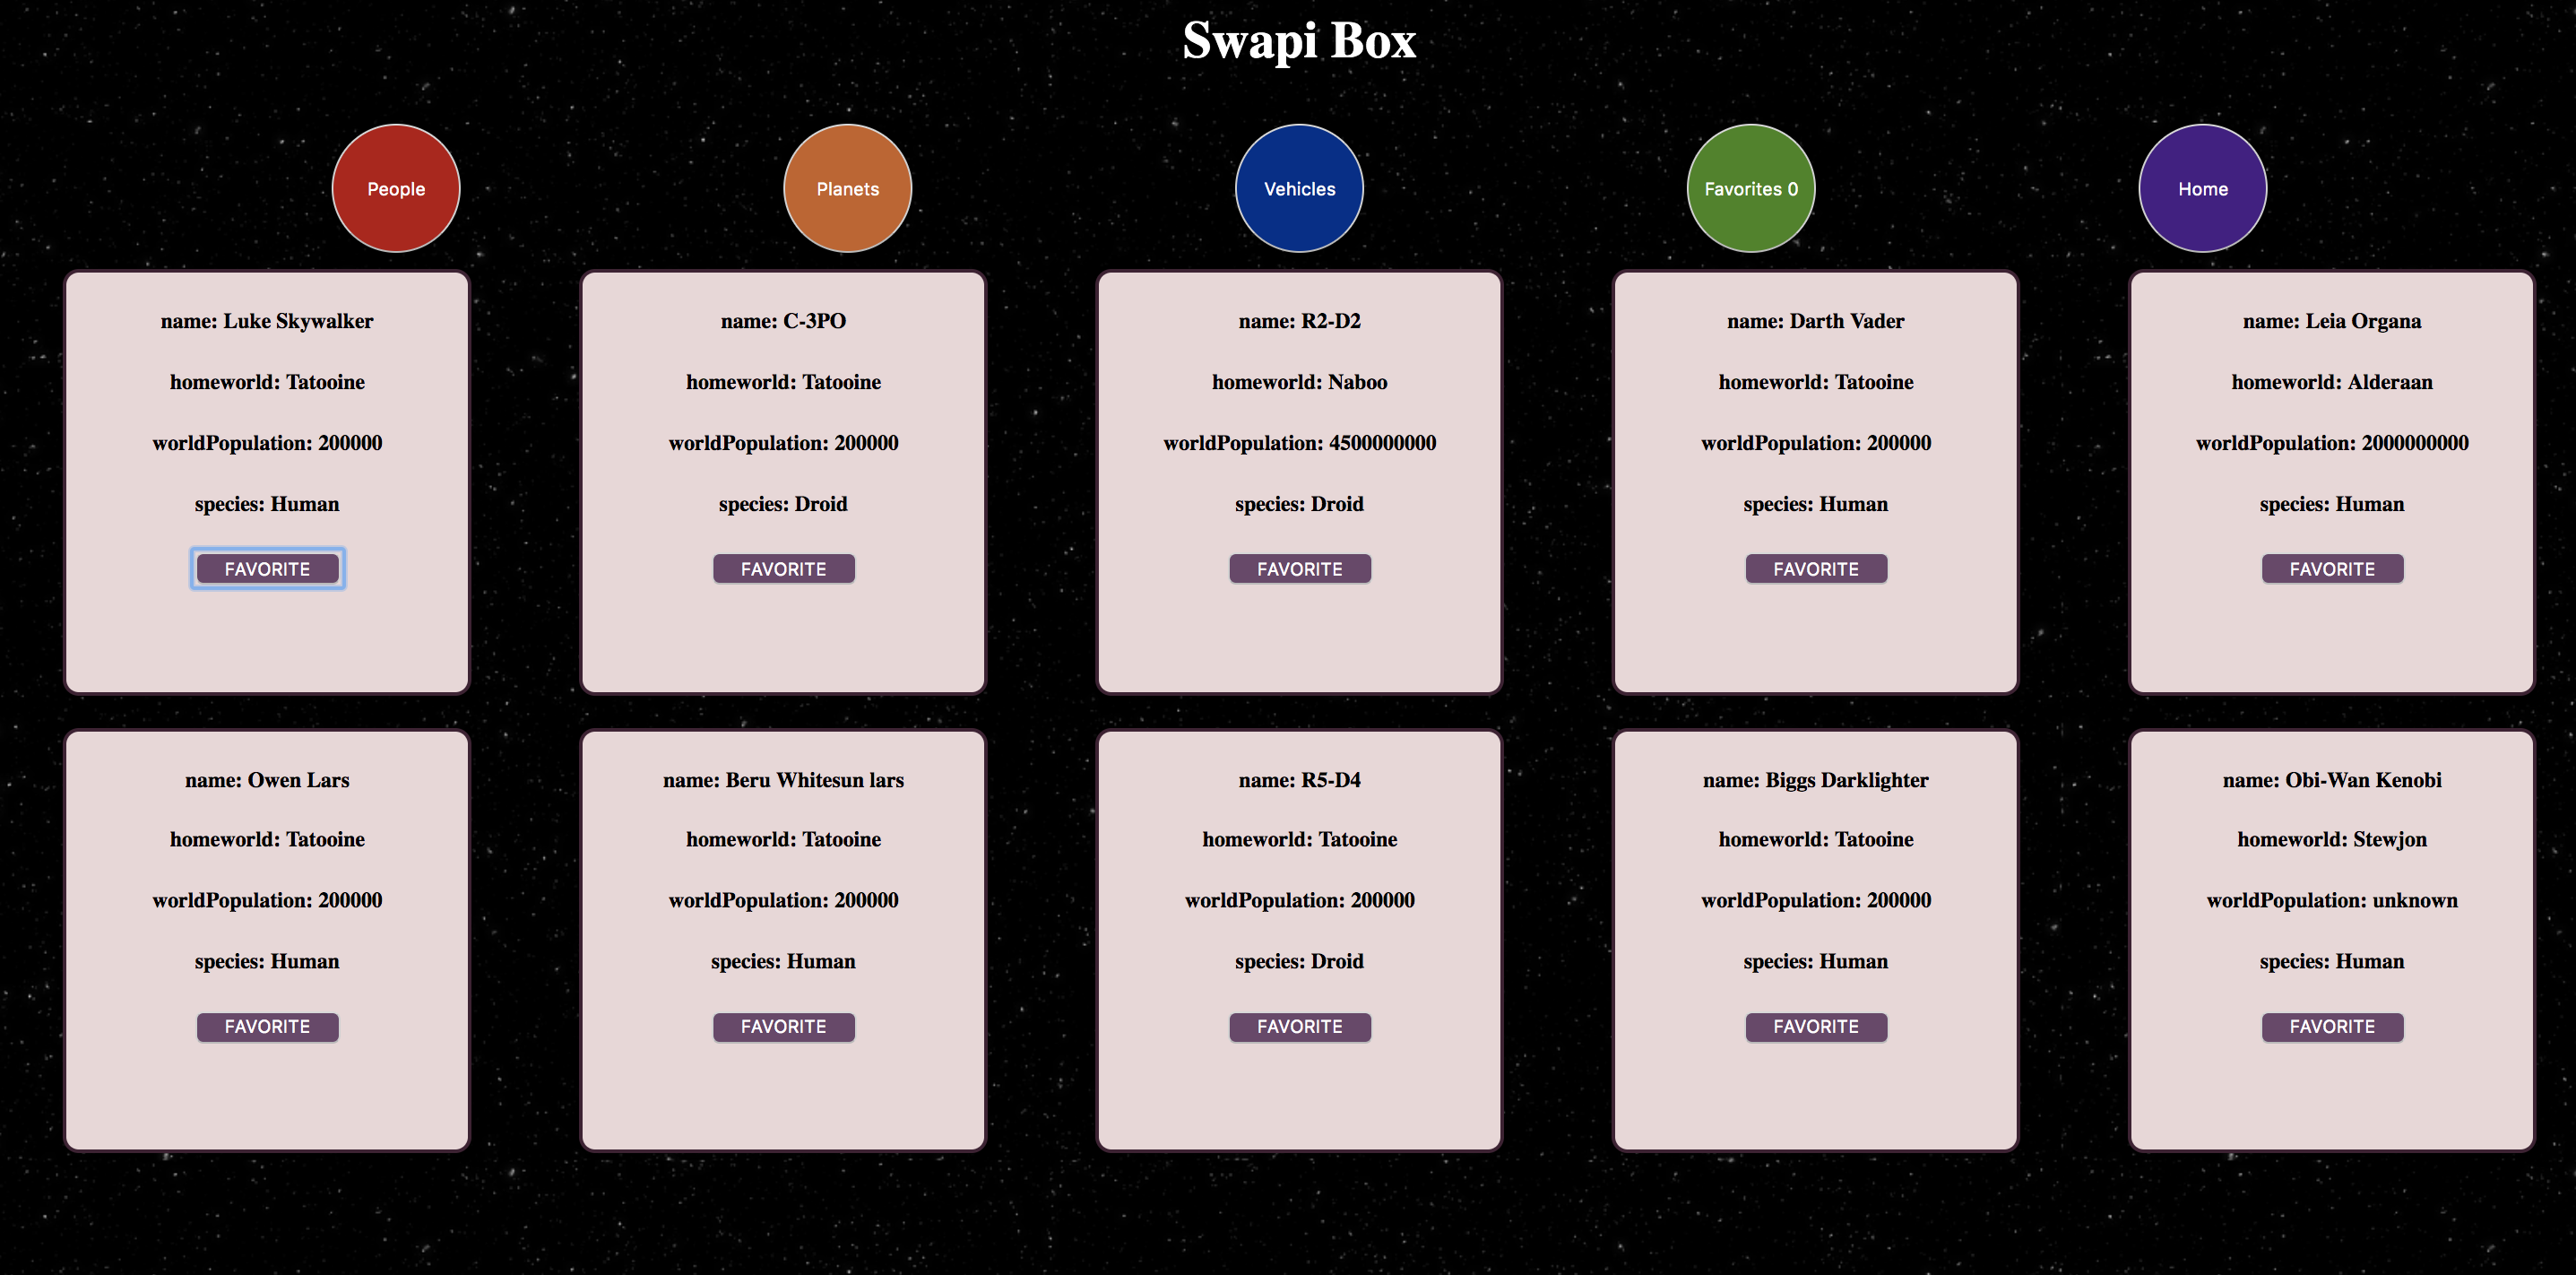 Swapi Box
People
Planets
Vehicles
Favorites 0
Home
name: Luke Skywalker
homeworld: Tatooine
worldPopulation: 200000
species: Human
FAVORITE
name: C-3PO
homeworld: Tatooine
worldPopulation: 200000
species: Droid
FAVORITE
name: R2-D2
homeworld: Naboo
worldPopulation: 4500000000
species: Droid
FAVORITE
name: Darth Vader
homeworld: Tatooine
worldPopulation: 200000
species: Human
FAVORITE
name: Leia Organa
homeworld: Alderaan
worldPopulation: 2000000000
species: Human
FAVORITE
name: Owen Lars
homeworld: Tatooine
worldPopulation: 200000
species: Human
FAVORITE
name: Beru Whitesun lars
homeworld: Tatooine
worldPopulation: 200000
species: Human
FAVORITE
name: R5-D4
homeworld: Tatooine
worldPopulation: 200000
species: Droid
FAVORITE
name: Biggs Darklighter
homeworld: Tatooine
worldPopulation: 200000
species: Human
FAVORITE
name: Obi-Wan Kenobi
homeworld: Stewjon
worldPopulation: unknown
species: Human
FAVORITE